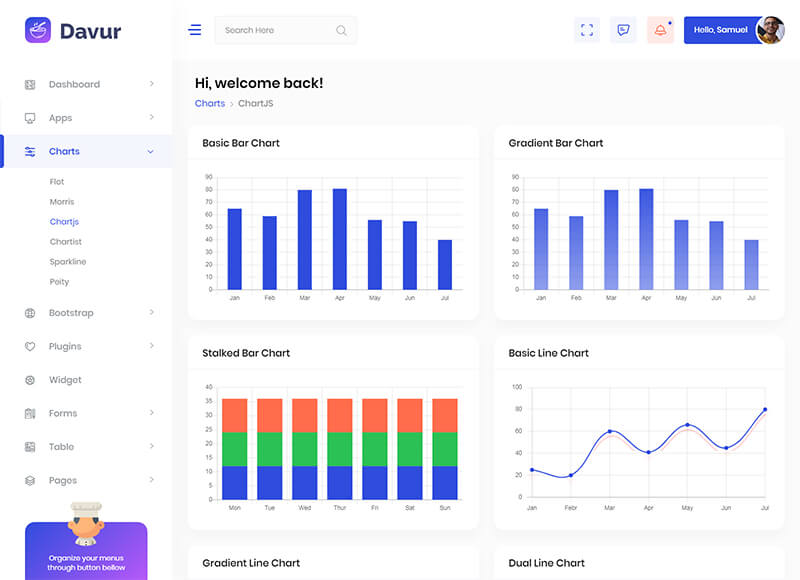 Davur
Search Here
Hello, Samuel
Dashboard
Apps
Charts
Flot
Morris
Chartjs
Chartist
Sparkline
Peity
Bootstrap
Plugins
Widget
Forms
Table
Pages
Organize your menus
through button bellow
Hi, welcome back!
Charts > ChartJS
Basic Bar Chart
90
80
70
60
50
40
30
20
10
0
Jan Feb Mar Apr May Jun Jul
Gradient Bar Chart
90
80
70
60
50
40
30
20
10
0
Jan Feb Mar Apr May Jun Jul
Stalked Bar Chart
40
35
30
25
20
15
10
5
0
Mon Tue Wed Thur Fri Sat Sun
Basic Line Chart
100
80
60
40
20
0
Jan Febr Mar Apr May Jun Jul
Gradient Line Chart
Dual Line Chart